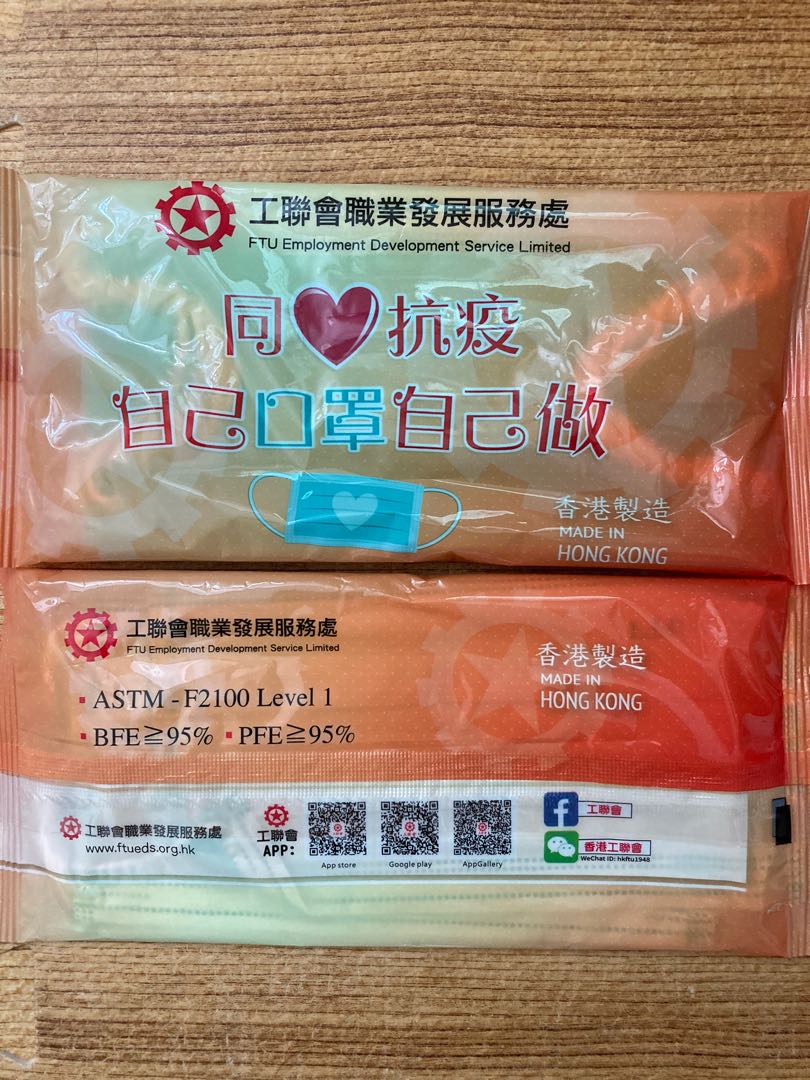 工聯會職業發展服務處
FTU Employment Development Service Limited
同抗疫
自己口罩自己做
香港製造
MADE IN
HONG KONG
工聯會職業發展服務處
FTU Employment Development Service Limited
香港製造
MADE IN
HONG KONG
▪ ASTM - F2100 Level 1
▪ BFE≧95% ▪ PFE≧95%
工聯會職業發展服務處
www.ftueds.org.hk
工聯會
APP:
App store
Google play
AppGallery
工聯會
香港工聯會
WeChat ID: hkftu1948